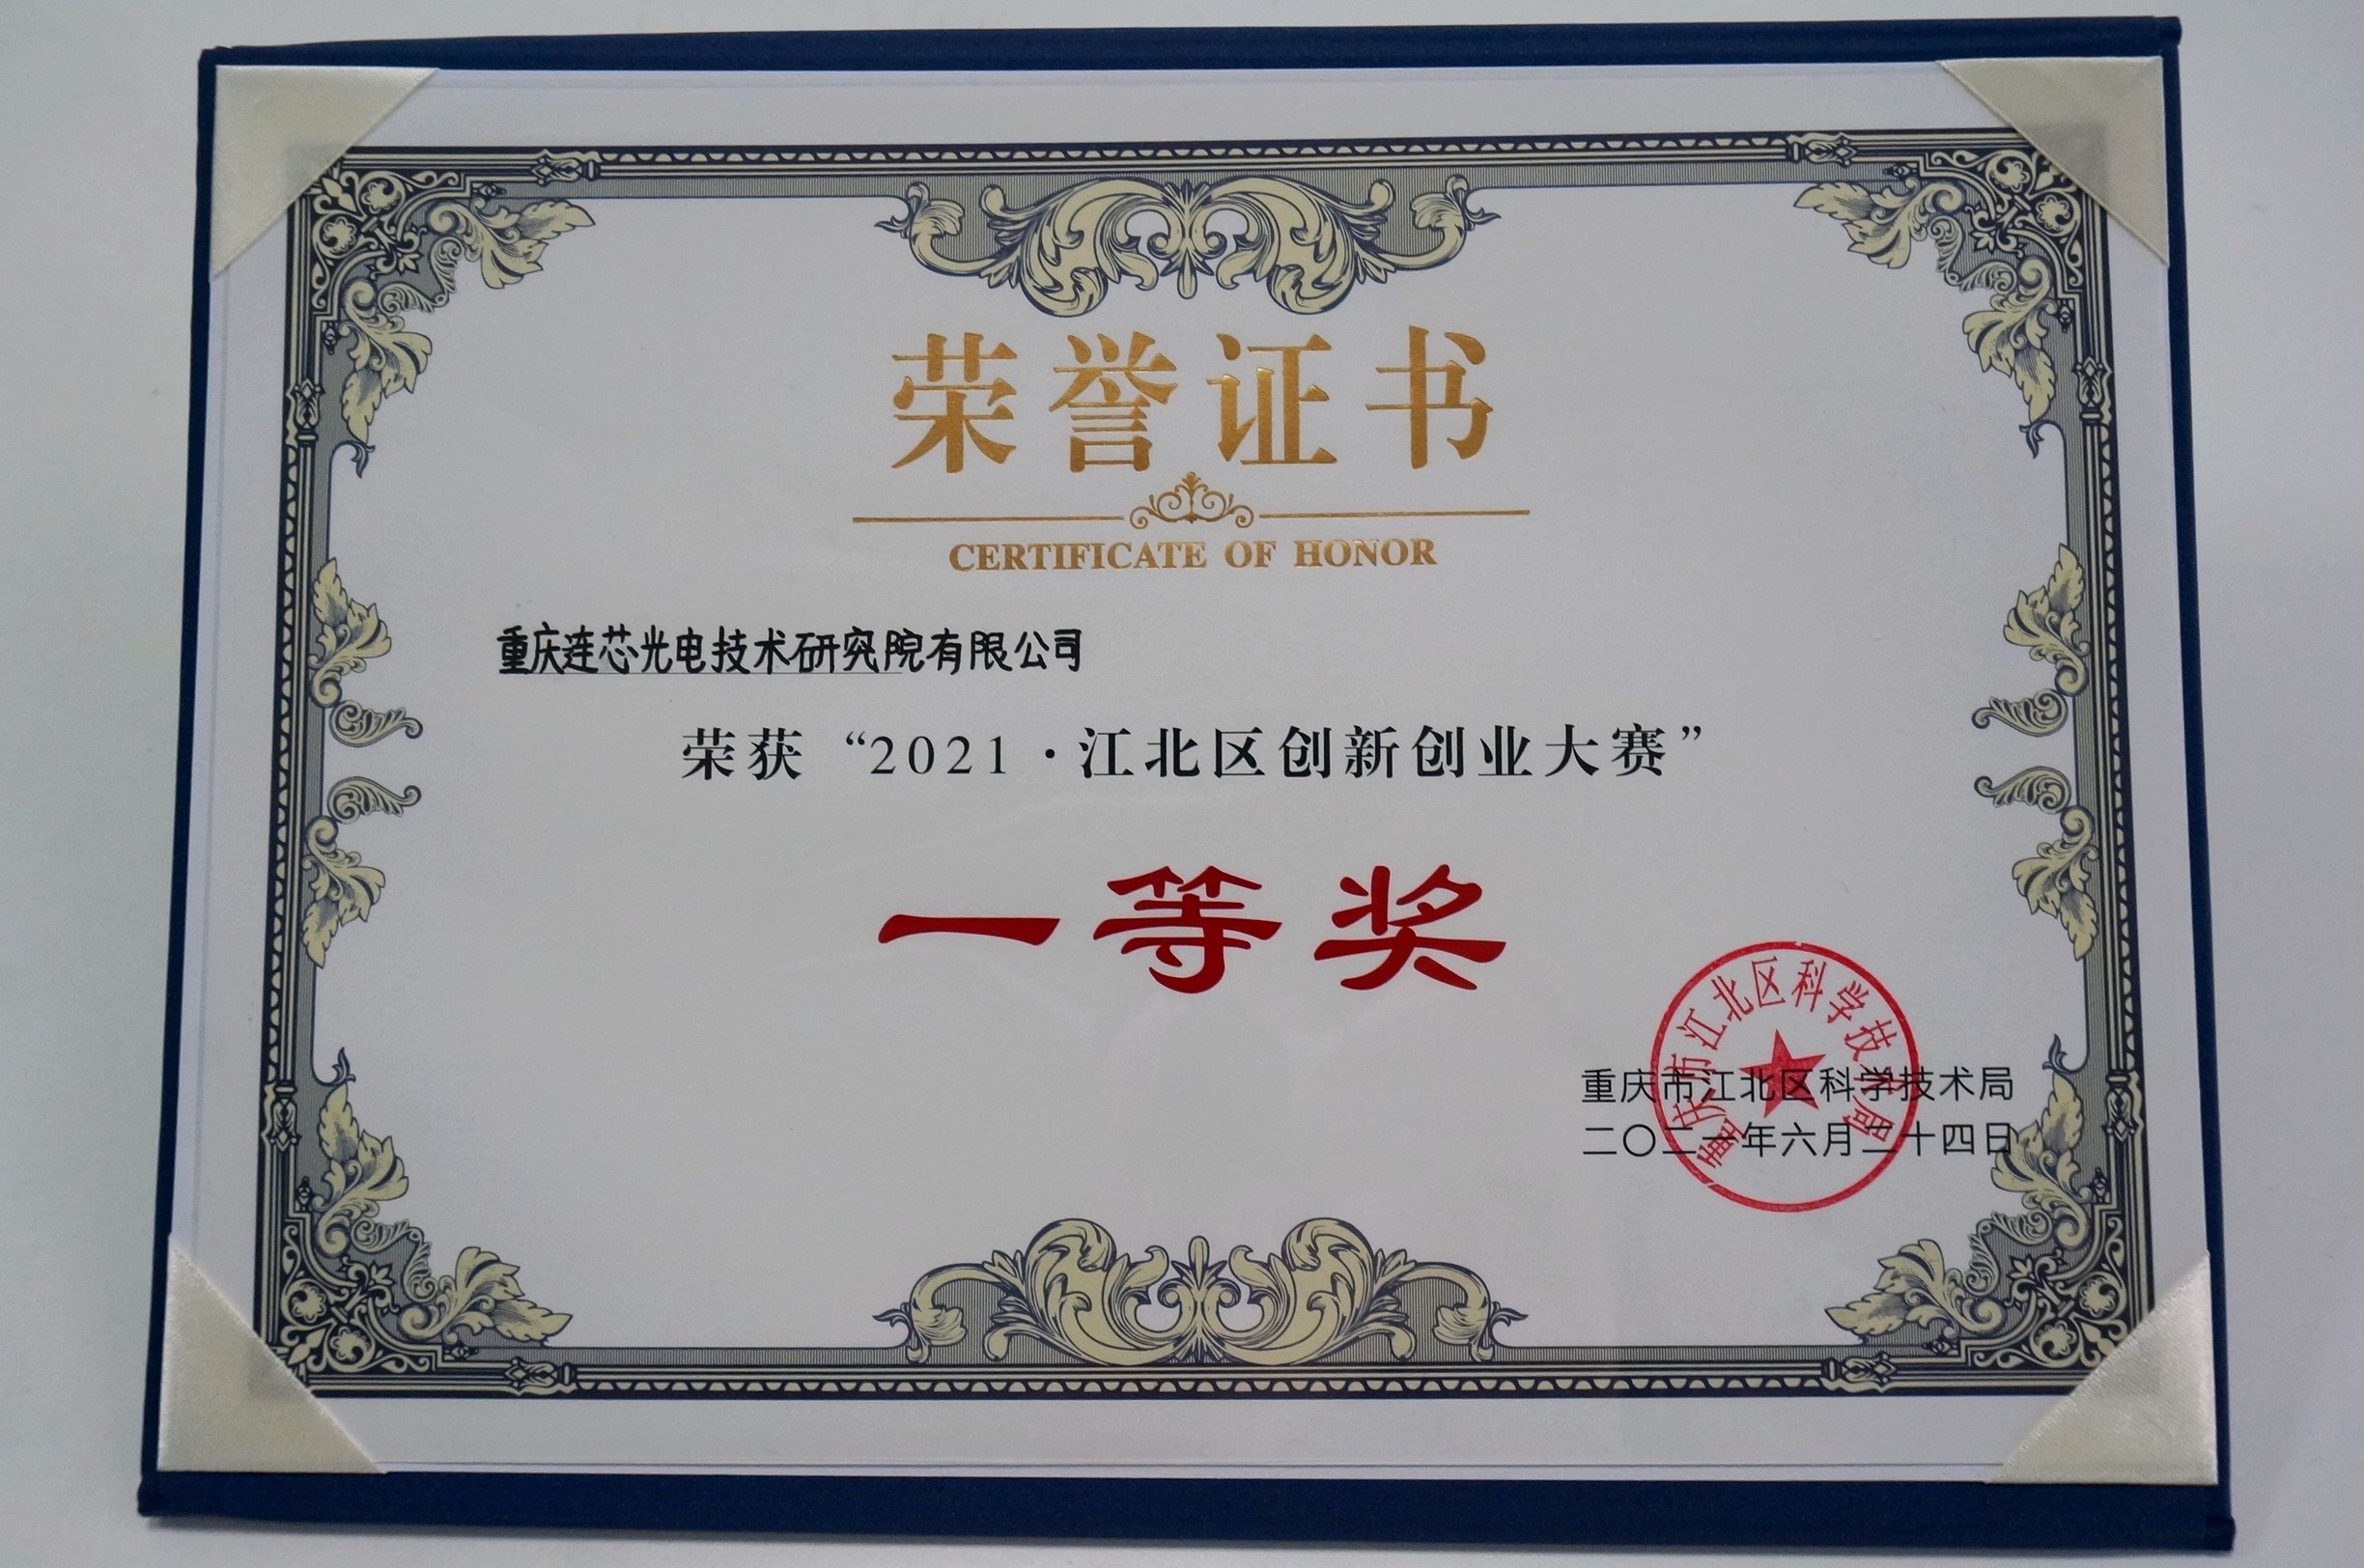 荣誉证书
CERTIFICATE OF HONOR
重庆连芯光电技术研究院有限公司
荣获“2021·江北区创新创业大赛”
一等奖
重庆市江北区科学技术局
重庆市江北区科学技术局
二〇二一年六月二十四日